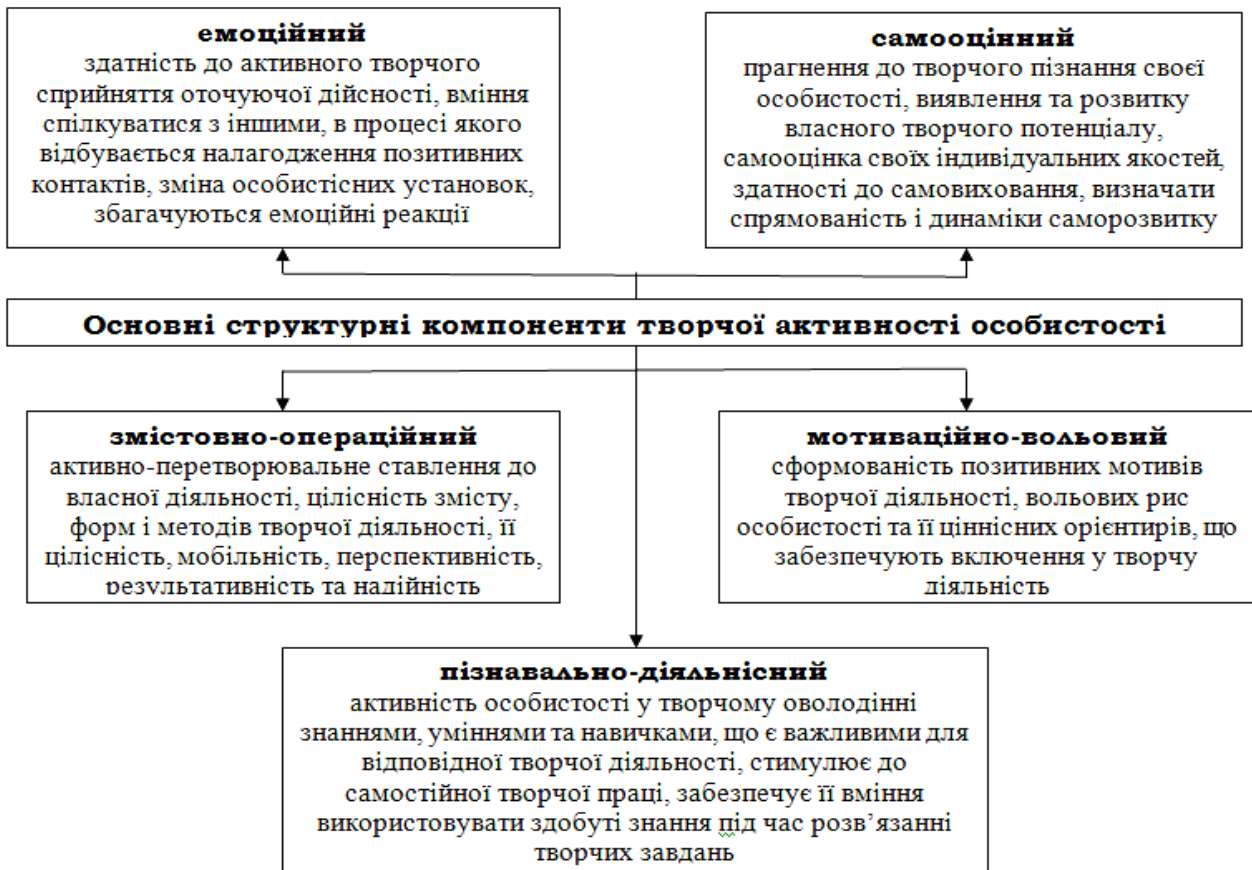 емоційний
здатність до активного творчого
сприйняття оточуючої дійсності, вміння
спілкуватися з іншими, в процесі якого
відбувається налагодження позитивних
контактів, зміна особистісних установок,
збагачуються емоційні реакції
самооцінний
прагнення до творчого пізнання своєї
особистості, виявлення та розвитку
власного творчого потенціалу,
самооцінка своїх індивідуальних якостей,
здатності до самовиховання, визначати
спрямованість і динаміки саморозвитку
Основні структурні компоненти творчої активності особистості
змістовно-операційний
активно-перетворювальне ставлення до
власної діяльності, цілісність змісту,
форм і методів творчої діяльності, її
цілісність, мобільність, перспективність,
результативність та надійність
мотиваційно-вольовий
сформованість позитивних мотивів
творчої діяльності, вольових рис
особистості та її ціннісних орієнтирів, що
забезпечують включення у творчу
діяльність
пізнавально-діяльнісний
активність особистості у творчому оволодінні
знаннями, уміннями та навичками, що є важливими для
відповідної творчої діяльності, стимулює до
самостійної творчої праці, забезпечує її вміння
використовувати здобуті знання під час розв’язанні
творчих завдань